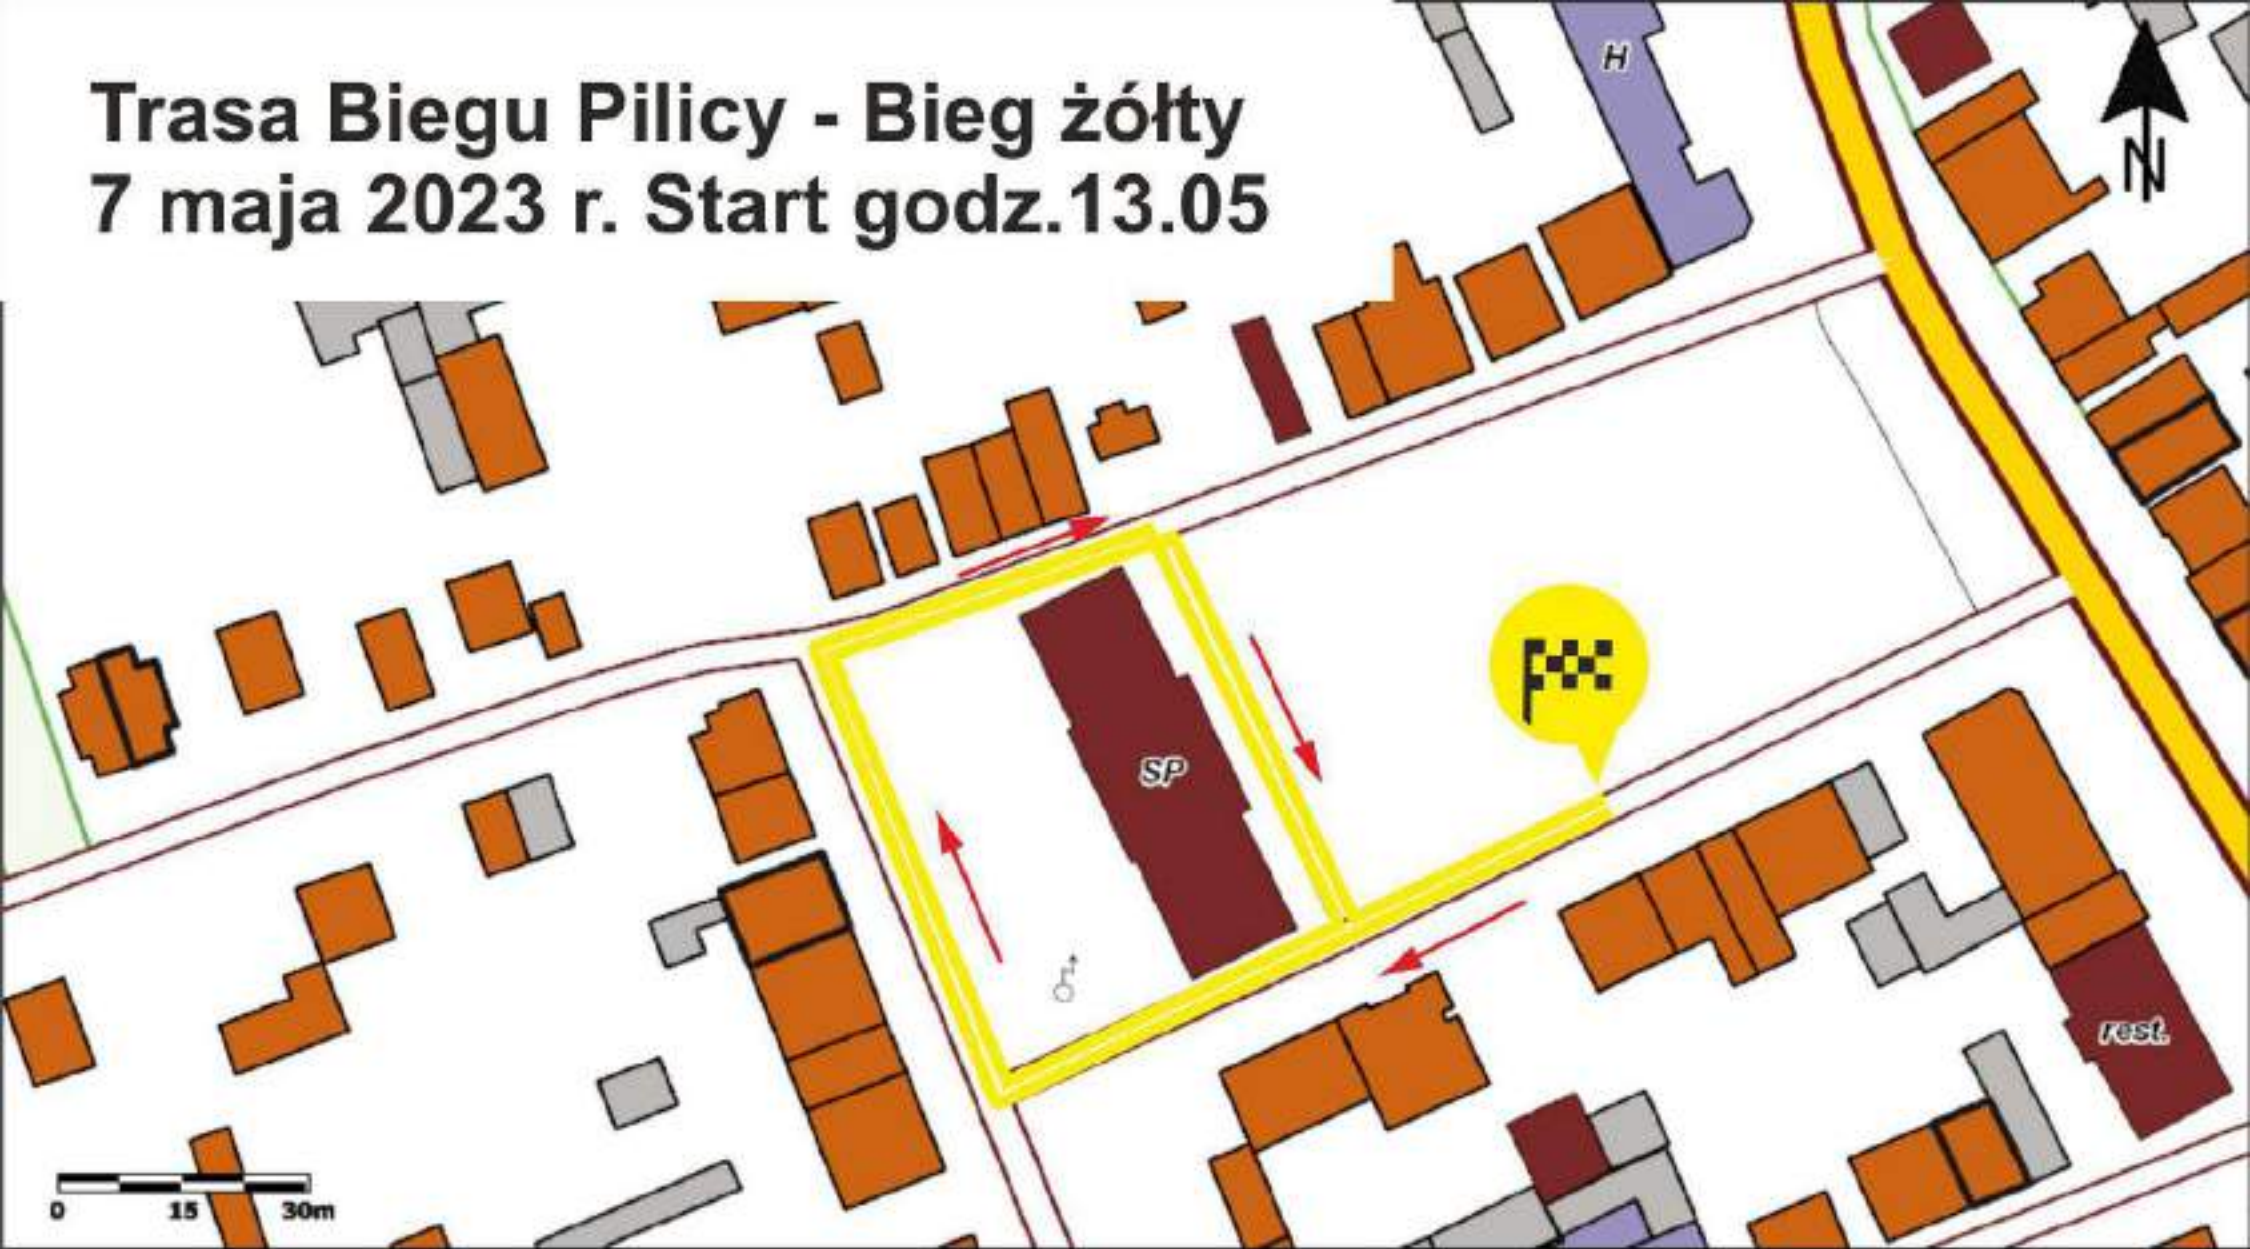 Trasa Biegu Pilicy - Bieg żółty
7 maja 2023 r. Start godz.13.05
H
N
SP
rest.
0 15 30m